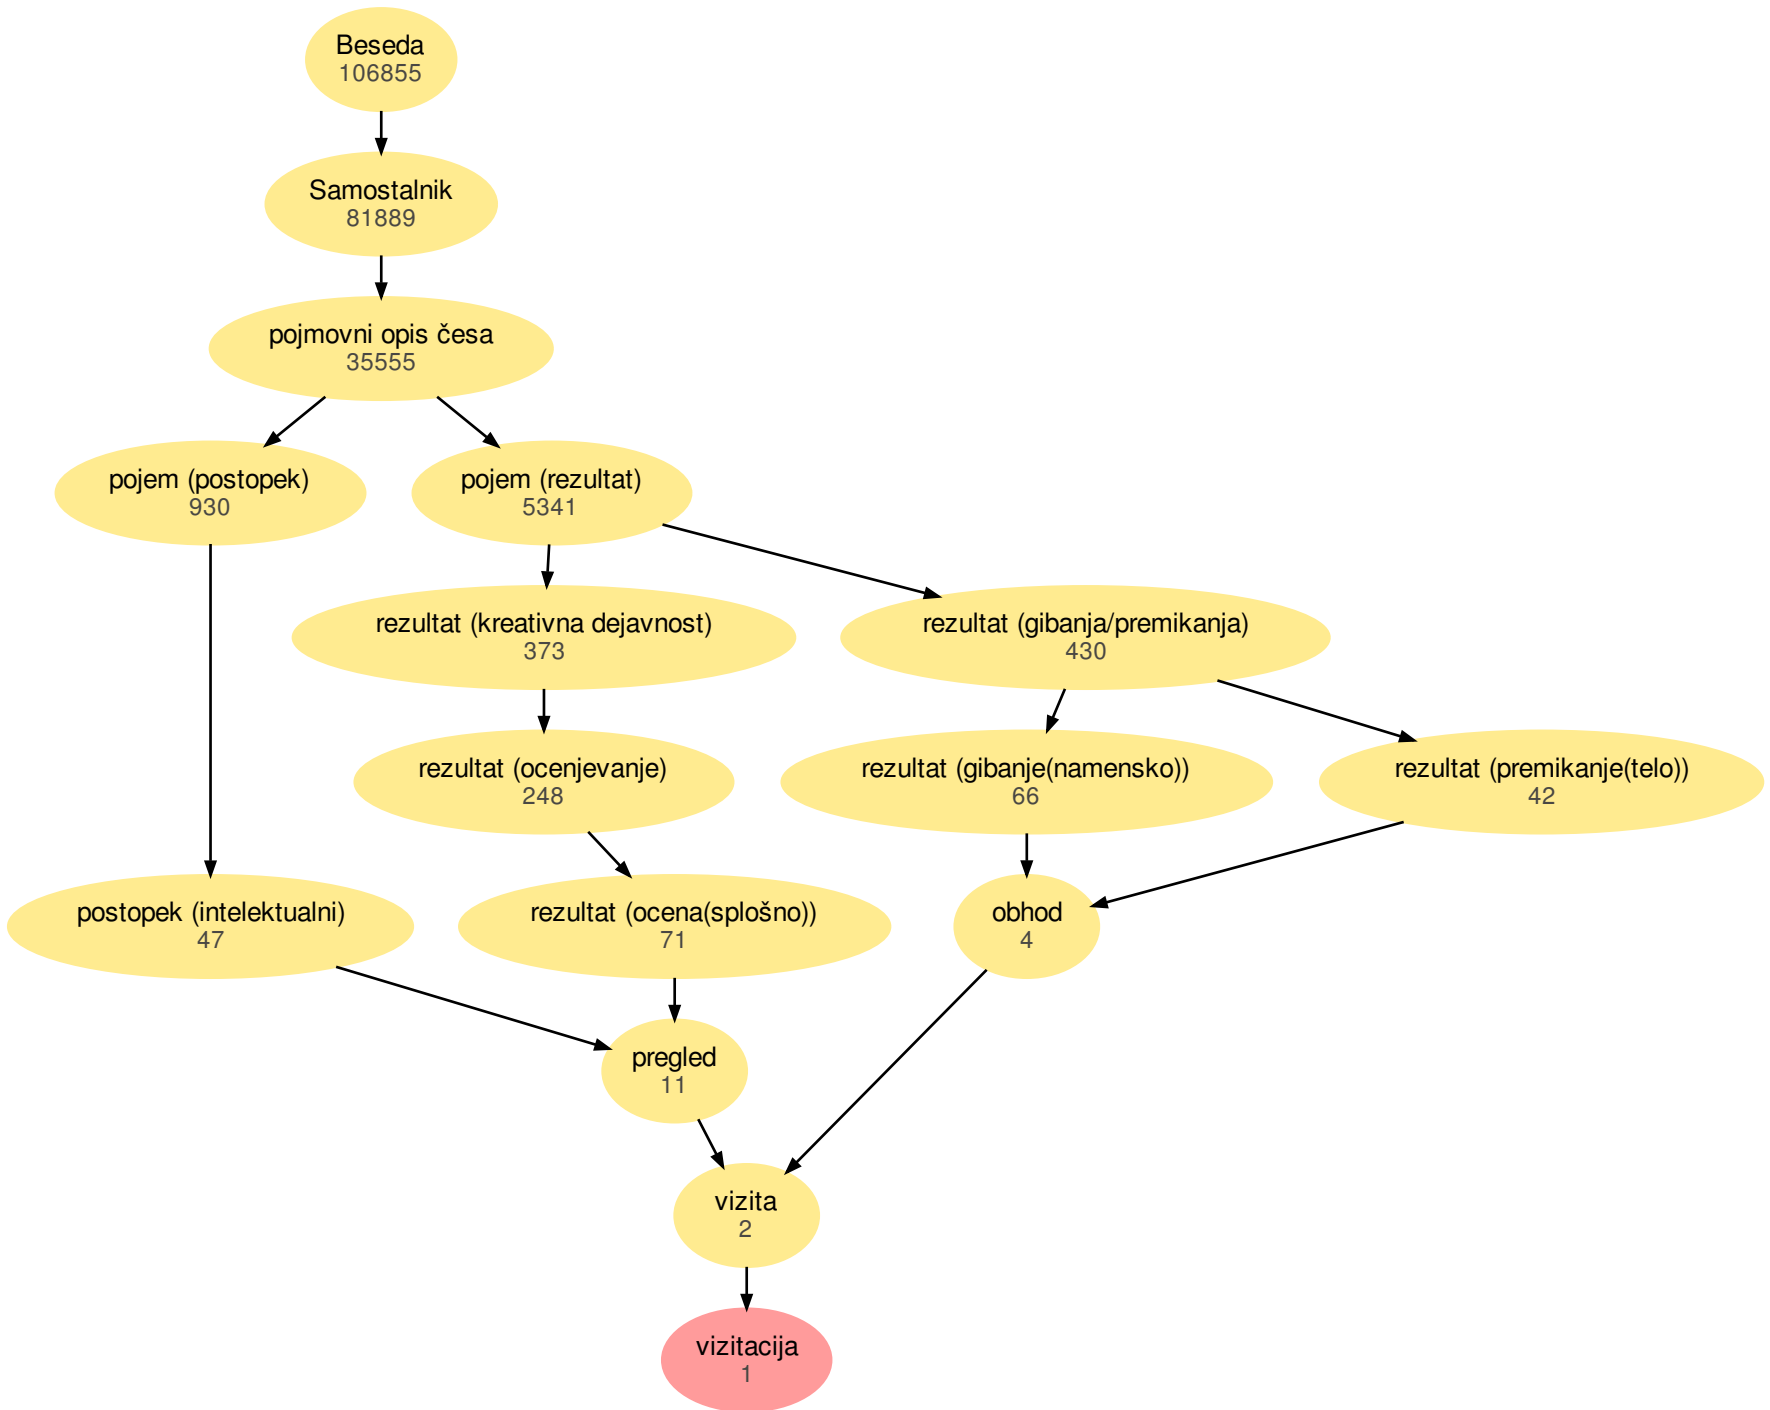 Beseda
106855
Samostalnik
81889
pojmovni opis česa
35555
pojem (postopek)
930
pojem (rezultat)
5341
rezultat (kreativna dejavnost)
373
rezultat (gibanja/premikanja)
430
rezultat (ocenjevanje)
248
rezultat (gibanje(namensko))
66
rezultat (premikanje(telo))
42
postopek (intelektualni)
47
rezultat (ocena(splošno))
71
obhod
4
pregled
11
vizita
2
vizitacija
1